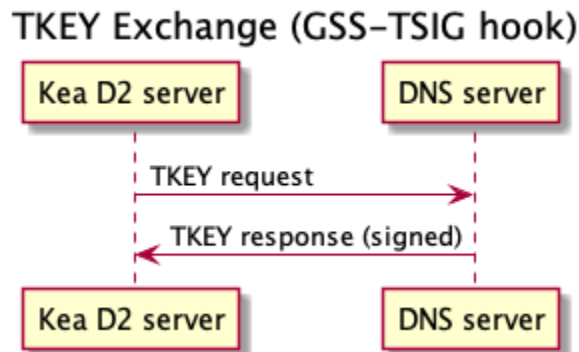 TKEY Exchange (GSS-TSIG hook)
Kea D2 server DNS server
TKEY request
TKEY response (signed)
Kea D2 server DNS server